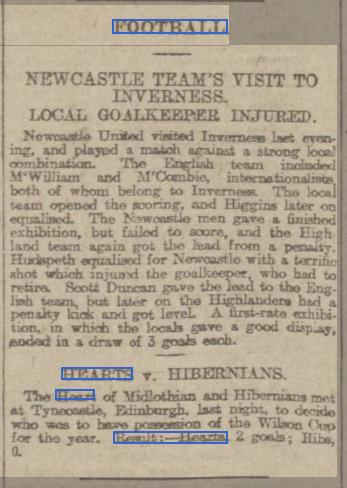 FOOTBALL
NEWCASTLE TEAM'S VISIT TO
INVERNESS.
LOCAL GOALKEEPER INJURED.
Newcastle United visited Inverness last even-
ing, and played a match against a strong local
combination. The English team included
M'William and M'Combie, internationalists,
both of whom belong to Inverness. The local
team opened the scoring, and Higgins later on
equalised. The Newcastle men gave a finished
exhibition, but failed to score, and the High-
land team again got the lead from a penalty.
Hudspeth equalised for Newcastle with a terrific
shot which injured the goalkeeper, who had to
retire. Scott Duncan gave the lead to the Eng-
lish team, but later on the Highlanders had a
penalty kick and got level. A first-rate exhibi-
tion, in which the locals gave a good display,
ended in a draw of 3 goals each.
HEARTS v. HIBERNIANS.
The Heart of Midlothian and Hibernians met
at Tynecastle, Edinburgh, last night, to decide
who was to have possession of the Wilson Cup
for the year. Result:—Hearts, 2 goals; Hibs,
0.